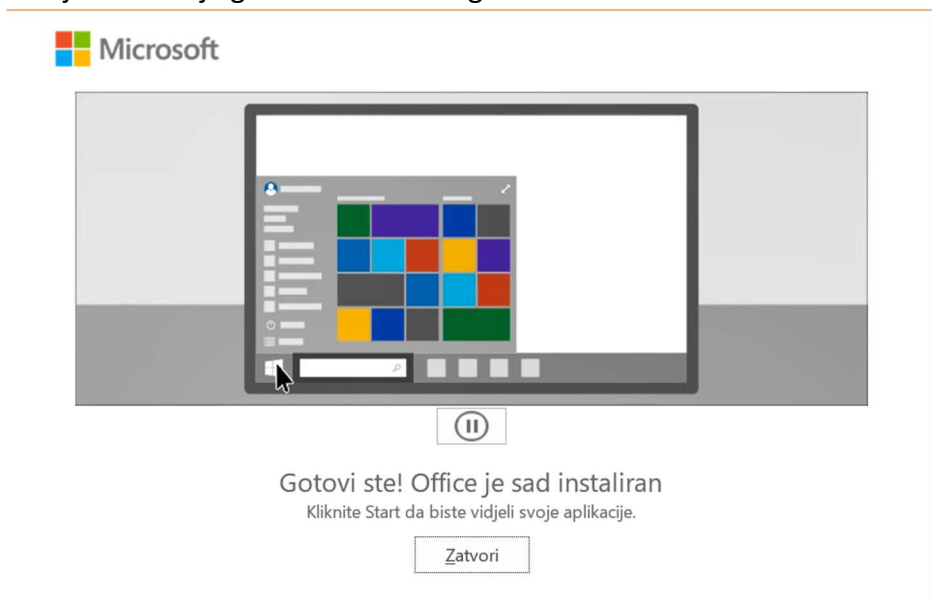 Microsoft
Gotovi ste! Office je sad instaliran
Kliknite Start da biste vidjeli svoje aplikacije.
Zatvori